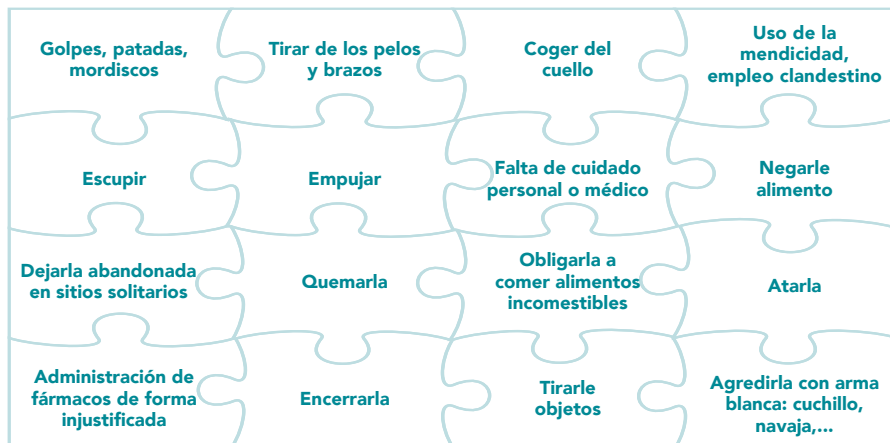 Golpes, patadas,
mordiscos
Tirar de los pelos
y brazos
Coger del
cuello
Uso de la
mendicidad,
empleo clandestino
Escupir
Empujar
Falta de cuidado
personal o médico
Negarle
alimento
Dejarla abandonada
en sitios solitarios
Quemarla
Obligarla a
comer alimentos
incomestibles
Atarla
Administración de
fármacos de forma
injustificada
Encerrarla
Tirarle
objetos
Agredirla con arma
blanca: cuchillo,
navaja,...